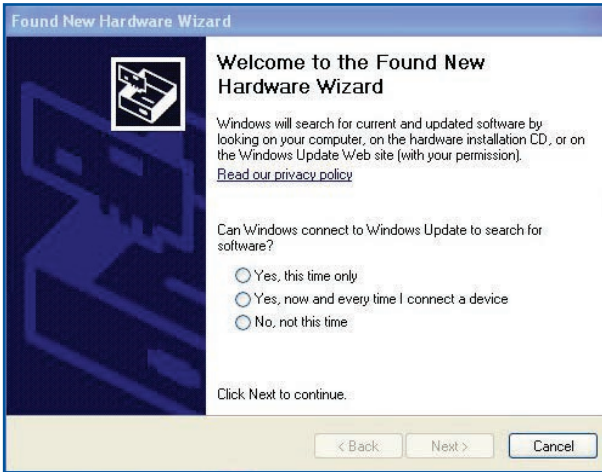 Found New Hardware Wizard
Welcome to the Found New
Hardware Wizard
Windows will search for current and updated software by
looking on your computer, on the hardware installation CD, or on
the Windows Update Web site (with your permission).
Read our privacy policy
Can Windows connect to Windows Update to search for
software?
Yes, this time only
Yes, now and every time I connect a device
No, not this time
Click Next to continue.
< Back
Next >
Cancel